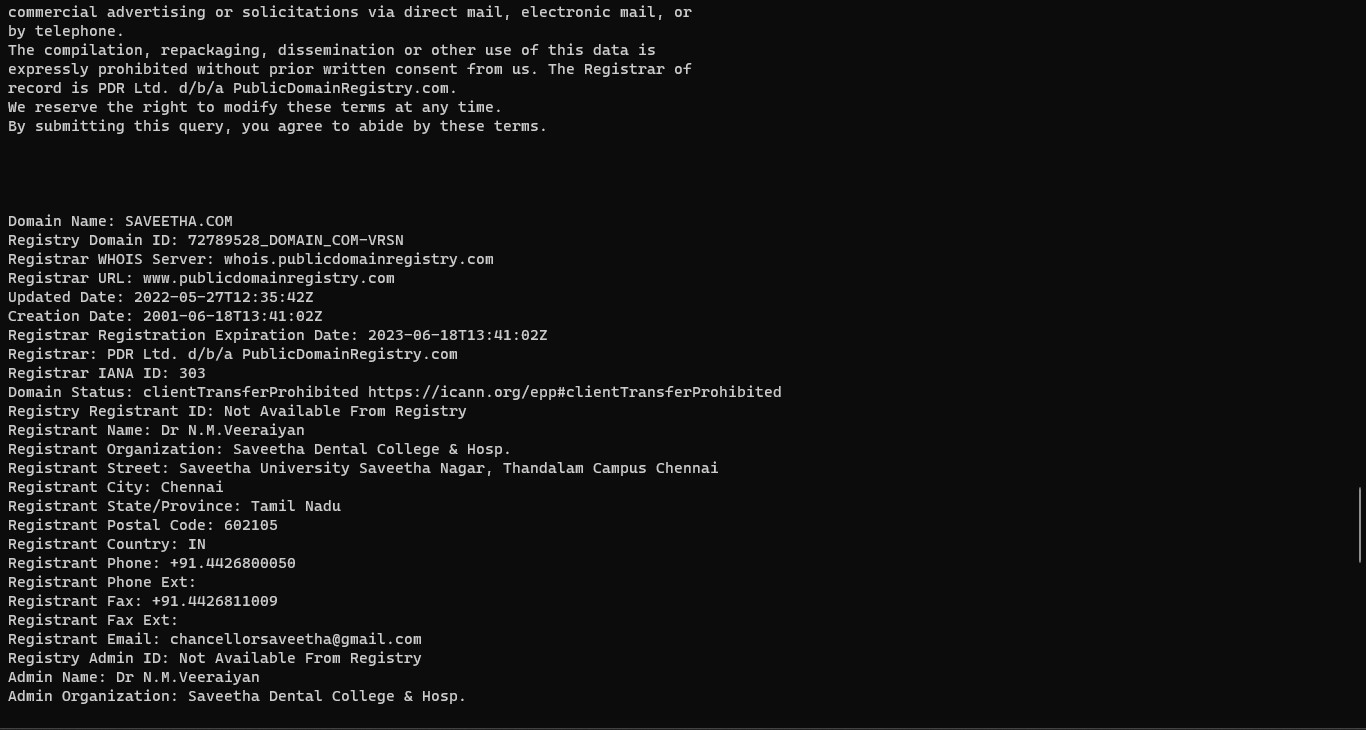 commercial advertising or solicitations via direct mail, electronic mail, or
by telephone.
The compilation, repackaging, dissemination or other use of this data is
expressly prohibited without prior written consent from us. The Registrar of
record is PDR Ltd. d/b/a PublicDomainRegistry.com.
We reserve the right to modify these terms at any time.
By submitting this query, you agree to abide by these terms.
Domain Name: SAVEETHA.COM
Registry Domain ID: 72789528_DOMAIN_COM-VRSN
Registrar WHOIS Server: whois.publicdomainregistry.com
Registrar URL: www.publicdomainregistry.com
Updated Date: 2022-05-27T12:35:42Z
Creation Date: 2001-06-18T13:41:02Z
Registrar Registration Expiration Date: 2023-06-18T13:41:02Z
Registrar: PDR Ltd. d/b/a PublicDomainRegistry.com
Registrar IANA ID: 303
Domain Status: clientTransferProhibited https://icann.org/epp#clientTransferProhibited
Registry Registrant ID: Not Available From Registry
Registrant Name: Dr N.M.Veeraiyan
Registrant Organization: Saveetha Dental College & Hosp.
Registrant Street: Saveetha University Saveetha Nagar, Thandalam Campus Chennai
Registrant City: Chennai
Registrant State/Province: Tamil Nadu
Registrant Postal Code: 602105
Registrant Country: IN
Registrant Phone: +91.4426800050
Registrant Phone Ext:
Registrant Fax: +91.4426811009
Registrant Fax Ext:
Registrant Email: chancellorsaveetha@gmail.com
Registry Admin ID: Not Available From Registry
Admin Name: Dr N.M.Veeraiyan
Admin Organization: Saveetha Dental College & Hosp.